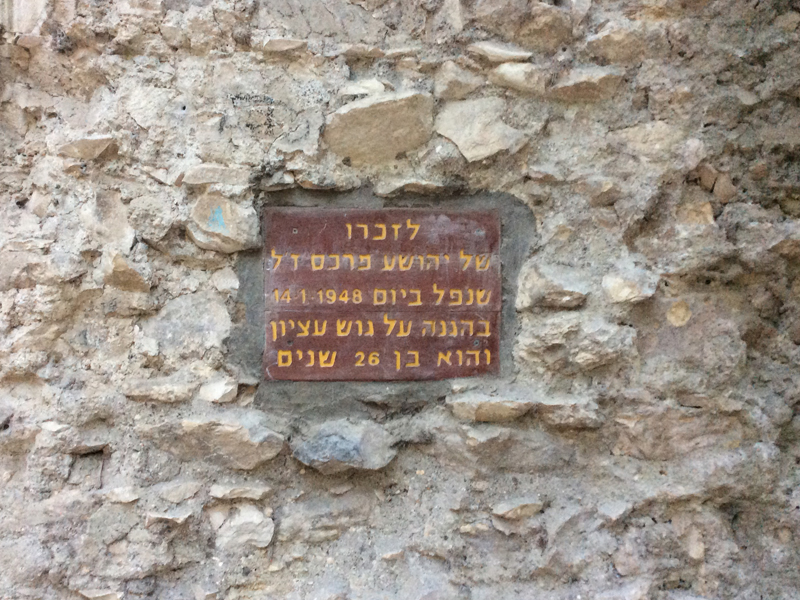 לזכרו
של יהושע פרכס ז ל
שנפל ביום 14-1-1948
בהגנה על גוש עציון
והוא בן 26 שנים